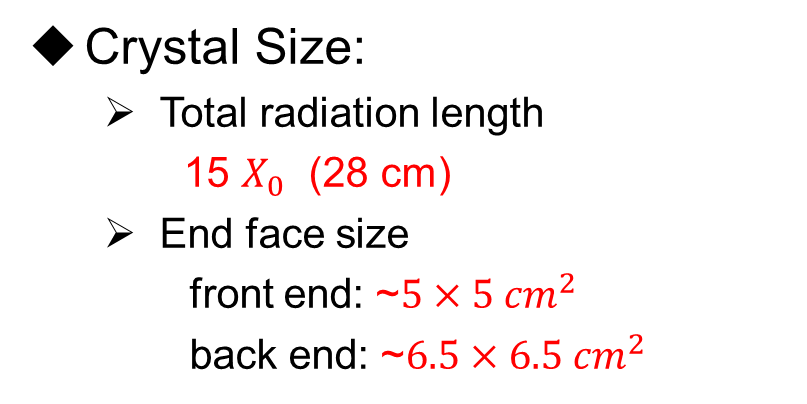 ◆ Crystal Size:
➢ Total radiation length
15 X₀ (28 cm)
➢ End face size
front end: ~5 × 5 cm²
back end: ~6.5 × 6.5 cm²